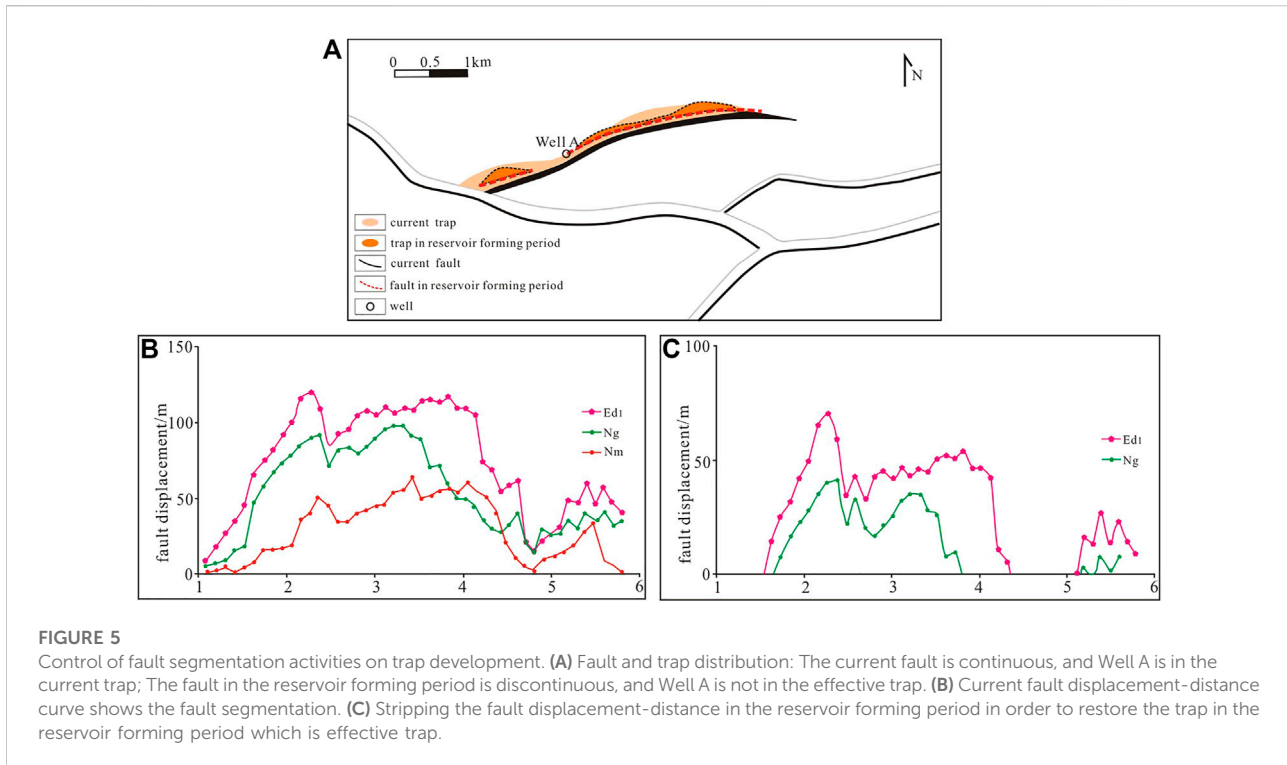 A
0 0.5 1km
N
Well A
current trap
trap in reservoir forming period
current fault
fault in reservoir forming period
well
B
150
100
50
0
fault displacement/m
Ed1
Ng
Nm
1 2 3 4 5 6
C
100
50
0
fault displacement/m
Ed1
Ng
1 2 3 4 5 6
FIGURE 5
Control of fault segmentation activities on trap development. (A) Fault and trap distribution: The current fault is continuous, and Well A is in the
current trap; The fault in the reservoir forming period is discontinuous, and Well A is not in the effective trap. (B) Current fault displacement-distance
curve shows the fault segmentation. (C) Stripping the fault displacement-distance in the reservoir forming period in order to restore the trap in the
reservoir forming period which is effective trap.